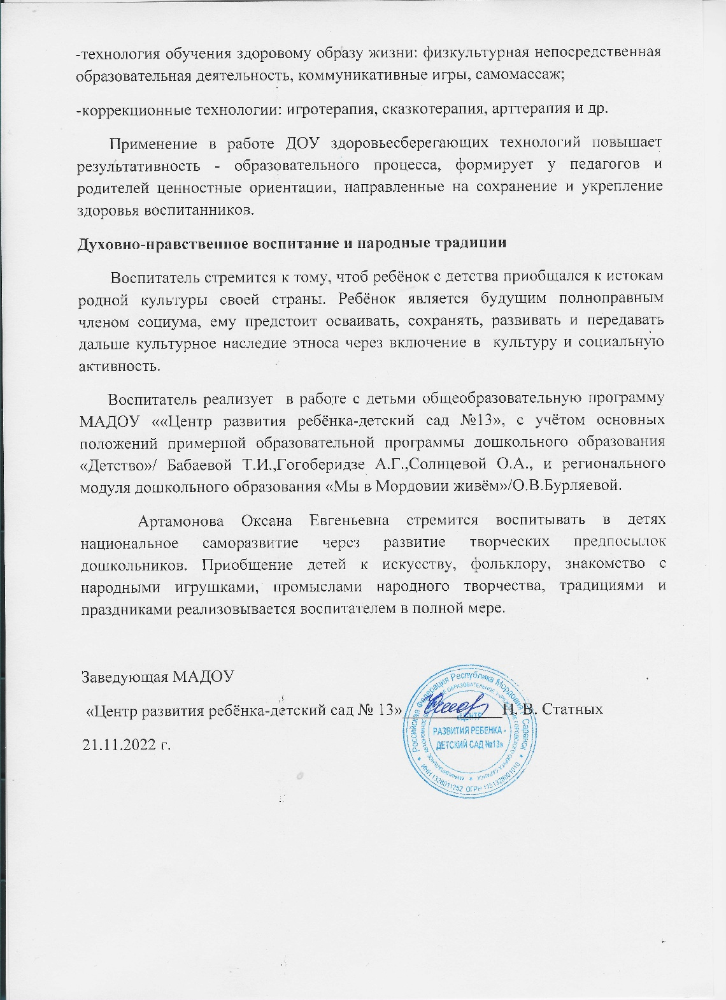 -технология обучения здоровому образу жизни: физкультурная непосредственная
образовательная деятельность, коммуникативные игры, самомассаж;
-коррекционные технологии: игротерапия, сказкотерапия, арттерапия и др.
Применение в работе ДОУ здоровьесберегающих технологий повышает
результативность - образовательного процесса, формирует у педагогов и
родителей ценностные ориентации, направленные на сохранение и укрепление
здоровья воспитанников.
Духовно-нравственное воспитание и народные традиции
Воспитатель стремится к тому, чтоб ребёнок с детства приобщался к истокам
родной культуры своей страны. Ребёнок является будущим полноправным
членом социума, ему предстоит осваивать, сохранять, развивать и передавать
дальше культурное наследие этноса через включение в культуру и социальную
активность.
Воспитатель реализует в работе с детьми общеобразовательную программу
МАДОУ ««Центр развития ребёнка-детский сад №13», с учётом основных
положений примерной образовательной программы дошкольного образования
«Детство»/ Бабаевой Т.И.,Гогоберидзе А.Г.,Солнцевой О.А., и регионального
модуля дошкольного образования «Мы в Мордовии живём»/О.В.Бурляевой.
Артамонова Оксана Евгеньевна стремится воспитывать в детях
национальное саморазвитие через развитие творческих предпосылок
дошкольников. Приобщение детей к искусству, фольклору, знакомство с
народными игрушками, промыслами народного творчества, традициями и
праздниками реализовывается воспитателем в полной мере.
Заведующая МАДОУ
«Центр развития ребёнка-детский сад № 13»____________Н. В. Статных
21.11.2022 г.
Российская Федерация Республика Мордовия г. Саранск
ИНН 1328011252 ОГРН 1151328001010
«ЦЕНТР
РАЗВИТИЯ РЕБЕНКА -
ДЕТСКИЙ САД №13»